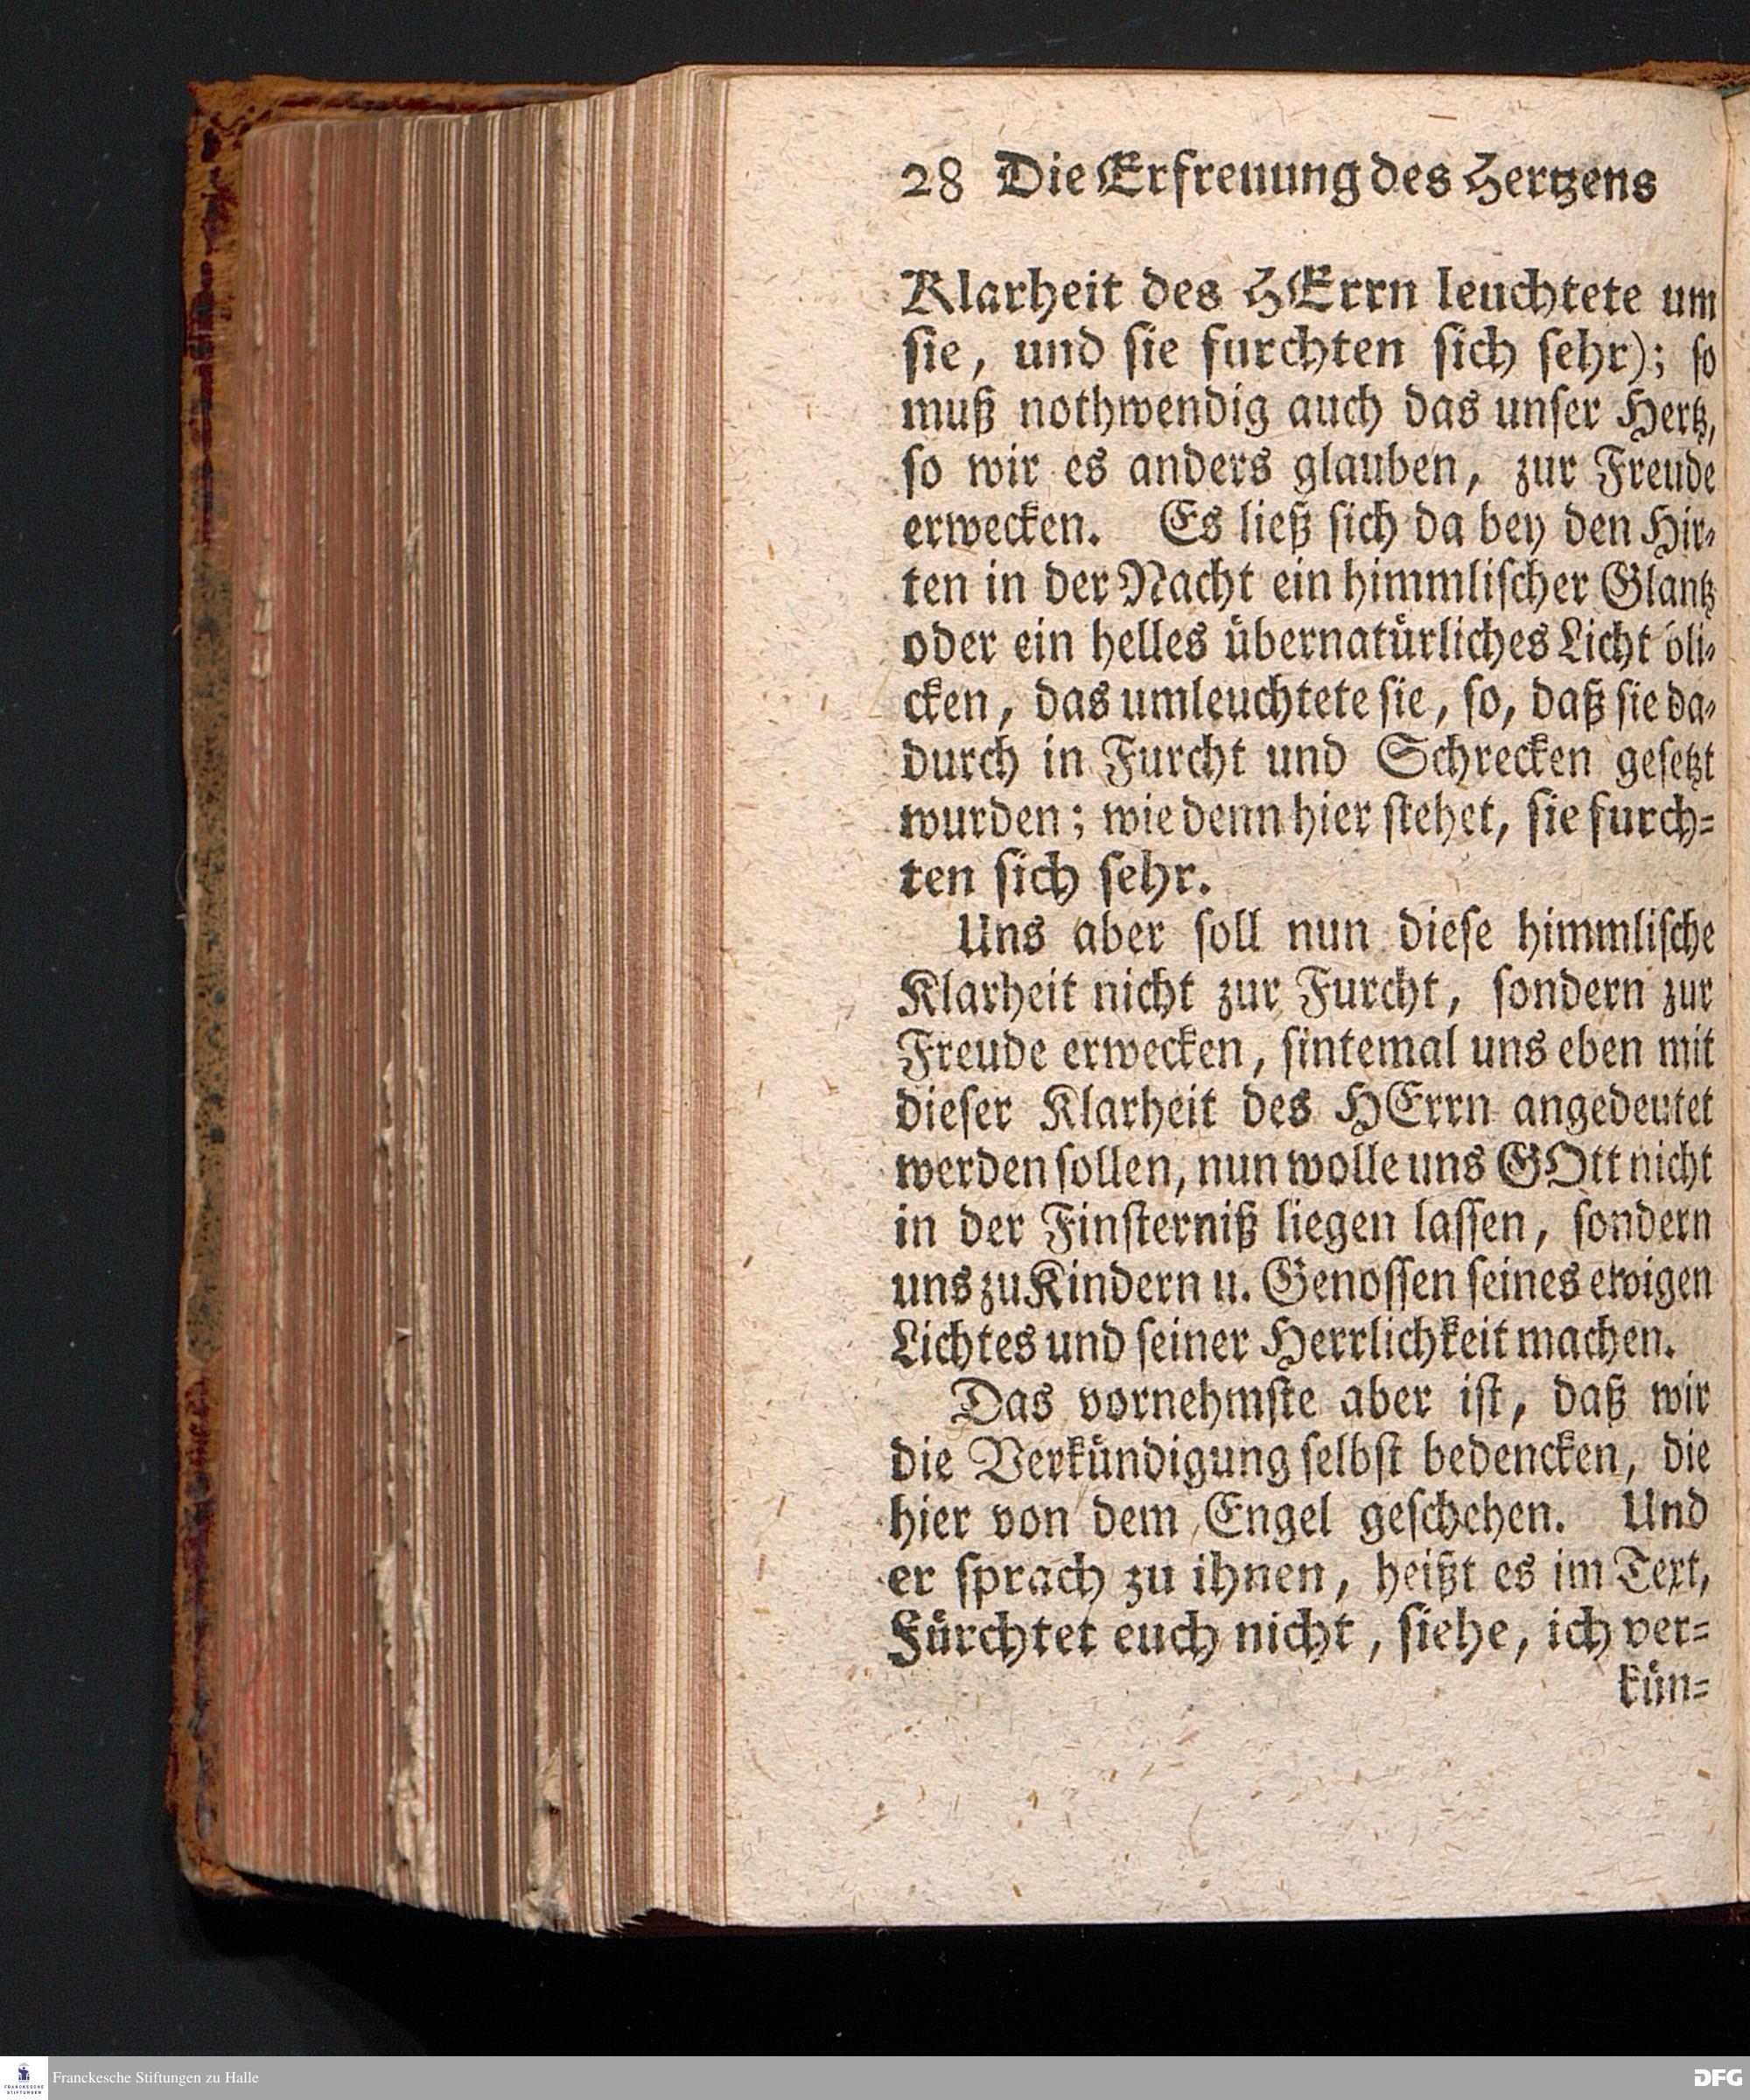 28 Die Erfreuung des Hertzens
Klarheit des HErrn leuchtete um
sie, und sie furchten sich sehr); so
muß nothwendig auch das unser Hertz,
so wir es anders glauben, zur Freude
erwecken. Es ließ sich da bey den Hir-
ten in der Nacht ein himmlischer Glantz
oder ein helles übernatürliches Licht bli-
cken, das umleuchtete sie, so, daß sie da-
durch in Furcht und Schrecken gesetzt
wurden; wie denn hier stehet, sie furch-
ten sich sehr.
Uns aber soll nun diese himmlische
Klarheit nicht zur Furcht, sondern zur
Freude erwecken, sintemal uns eben mit
dieser Klarheit des HErrn angedeutet
werden sollen, nun wolle uns GOtt nicht
in der Finsterniß liegen lassen, sondern
uns zu Kindern u. Genossen seines ewigen
Lichtes und seiner Herrlichkeit machen.
Das vornehmste aber ist, daß wir
die Verkündigung selbst bedencken, die
hier von dem Engel geschehen. Und
er sprach zu ihnen, heißt es im Text,
Fürchtet euch nicht, siehe, ich ver-
kün-
FRANCKESCHE
STIFTUNGEN
Franckesche Stiftungen zu Halle
DFG